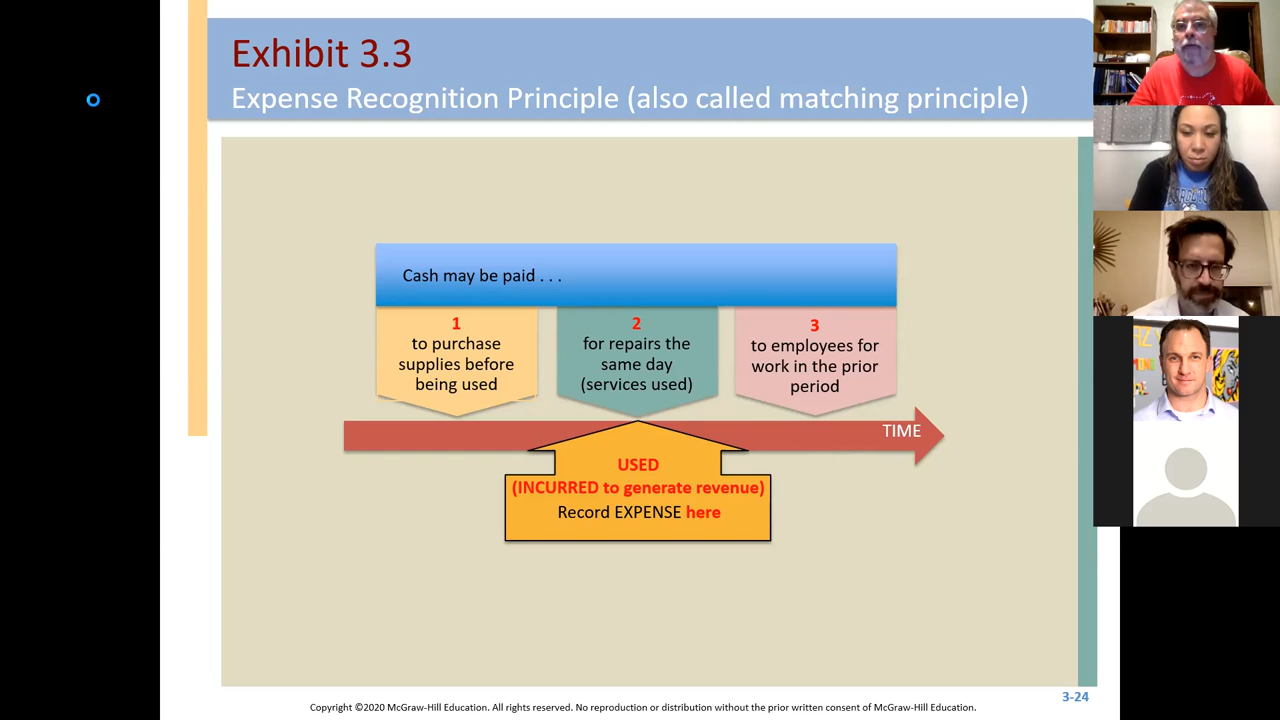 Exhibit 3.3
Expense Recognition Principle (also called matching principle)
Cash may be paid . . .
1
to purchase
supplies before
being used
2
for repairs the
same day
(services used)
3
to employees for
work in the prior
period
TIME
USED
(INCURRED to generate revenue)
Record EXPENSE here
3-24
Copyright ©2020 McGraw-Hill Education. All rights reserved. No reproduction or distribution without the prior written consent of McGraw-Hill Education.